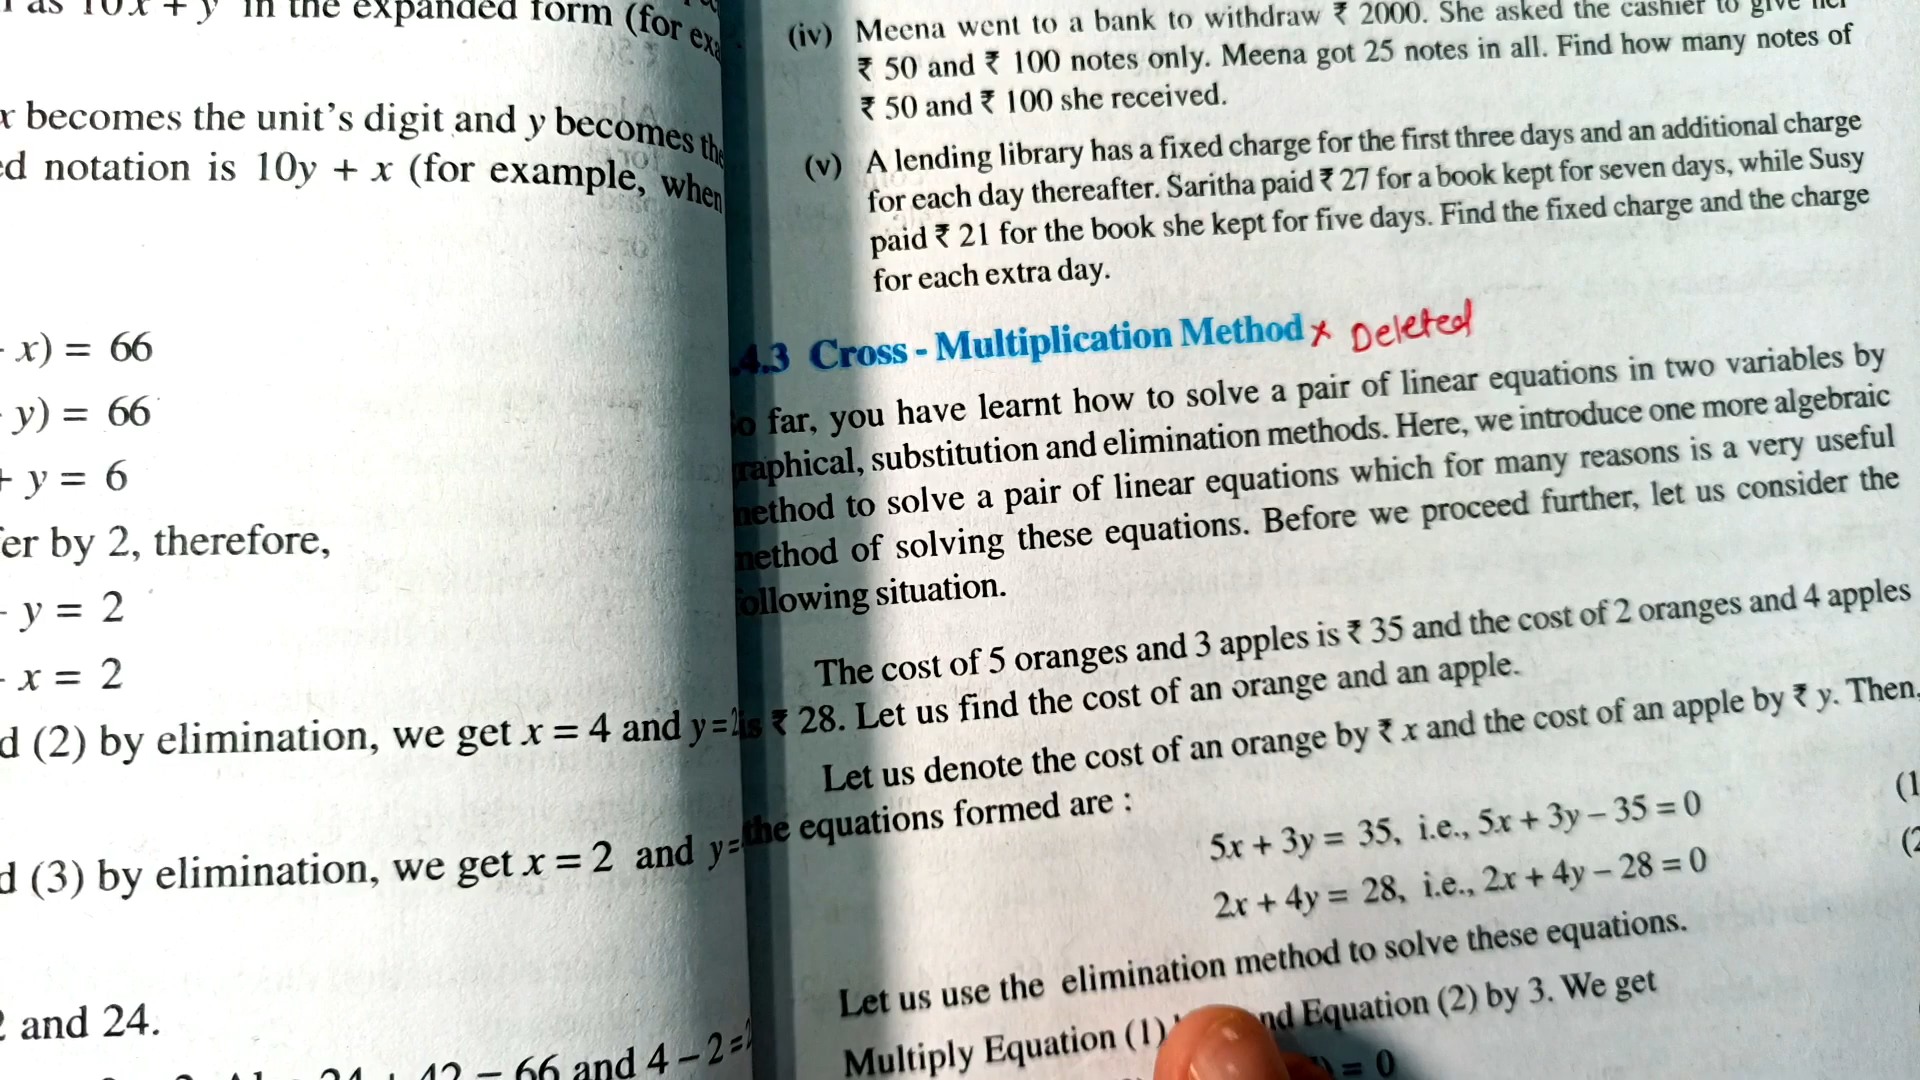 as 10x + y in the expanded form (for
x becomes the unit's digit and y becomes the
notation is 10y + x (for example, when
x) = 66
y) = 66
y = 6
by 2, therefore,
- y = 2
- x = 2
(2) by elimination, we get x = 4 and y =
(3) by elimination, we get x = 2 and y =
and 24.
66 and 4 – 2 =
(iv) Meena went to a bank to withdraw ₹ 2000. She asked the cashier to give her
₹ 50 and ₹ 100 notes only. Meena got 25 notes in all. Find how many notes of
₹ 50 and ₹ 100 she received.
(v) A lending library has a fixed charge for the first three days and an additional charge
for each day thereafter. Saritha paid ₹ 27 for a book kept for seven days, while Susy
paid ₹ 21 for the book she kept for five days. Find the fixed charge and the charge
for each extra day.
.4.3 Cross - Multiplication Method x Deleted
far, you have learnt how to solve a pair of linear equations in two variables by
raphical, substitution and elimination methods. Here, we introduce one more algebraic
ethod to solve a pair of linear equations which for many reasons is a very useful
ethod of solving these equations. Before we proceed further, let us consider the
ollowing situation.
The cost of 5 oranges and 3 apples is ₹ 35 and the cost of 2 oranges and 4 apples
is ₹ 28. Let us find the cost of an orange and an apple.
Let us denote the cost of an orange by ₹ x and the cost of an apple by ₹ y. Then,
the equations formed are :
5x + 3y = 35, i.e., 5x + 3y – 35 = 0 (1
2x + 4y = 28, i.e., 2x + 4y – 28 = 0 (2
Let us use the elimination method to solve these equations.
Multiply Equation (1) nd Equation (2) by 3. We get
) = 0